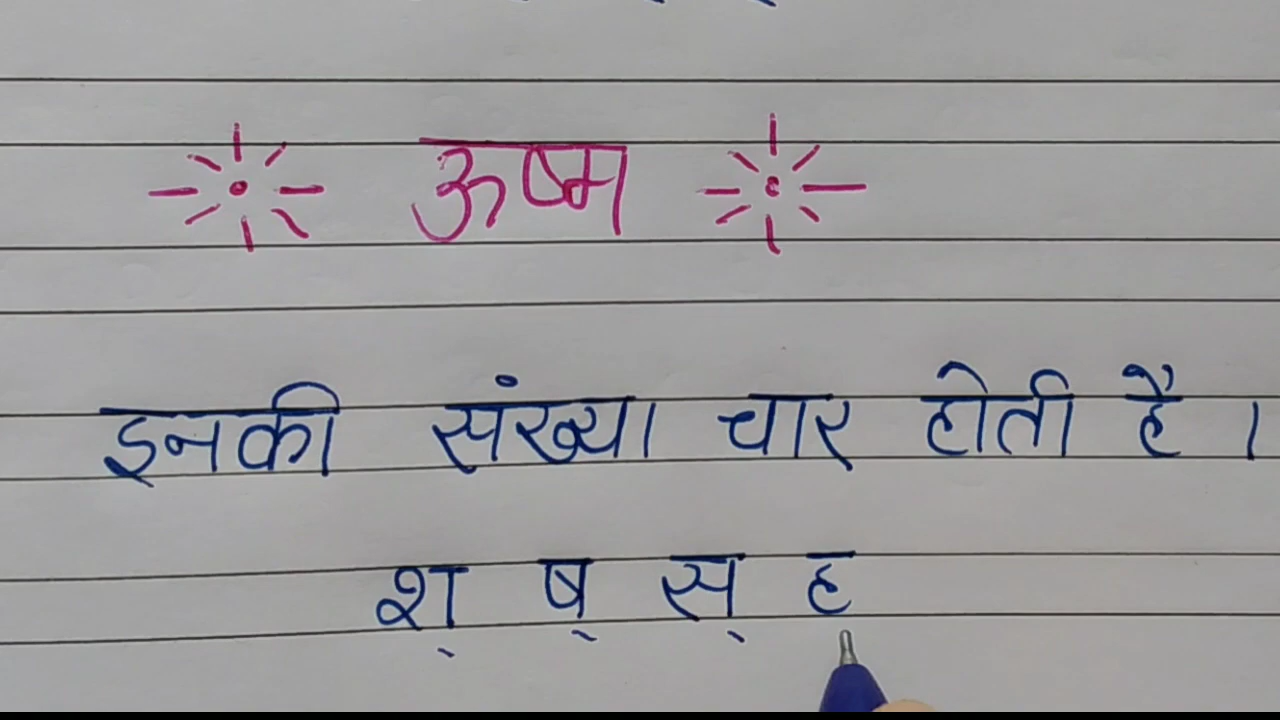 ऊष्म
इनकी संख्या चार होती है ।
श् ष् स् ह